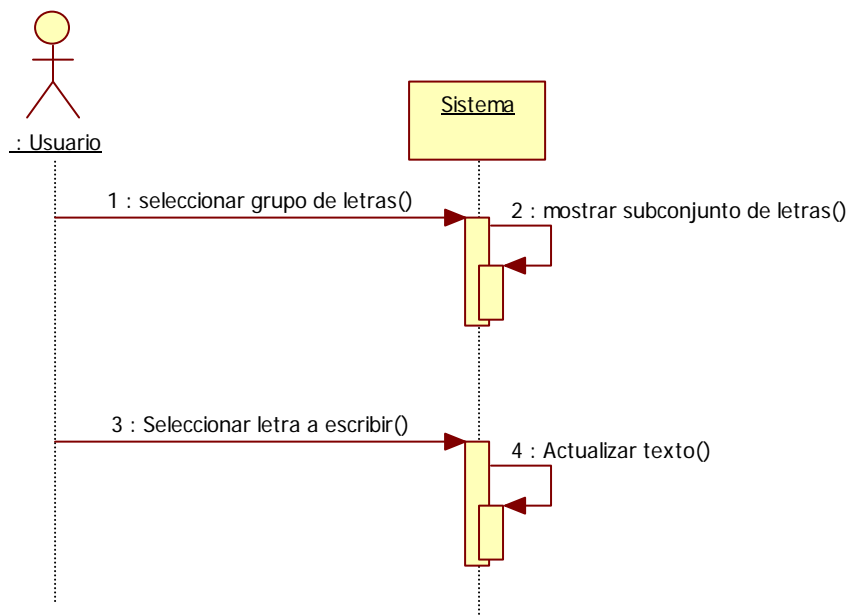 Sistema
: Usuario
1 : seleccionar grupo de letras()
2 : mostrar subconjunto de letras()
3 : Seleccionar letra a escribir()
4 : Actualizar texto()